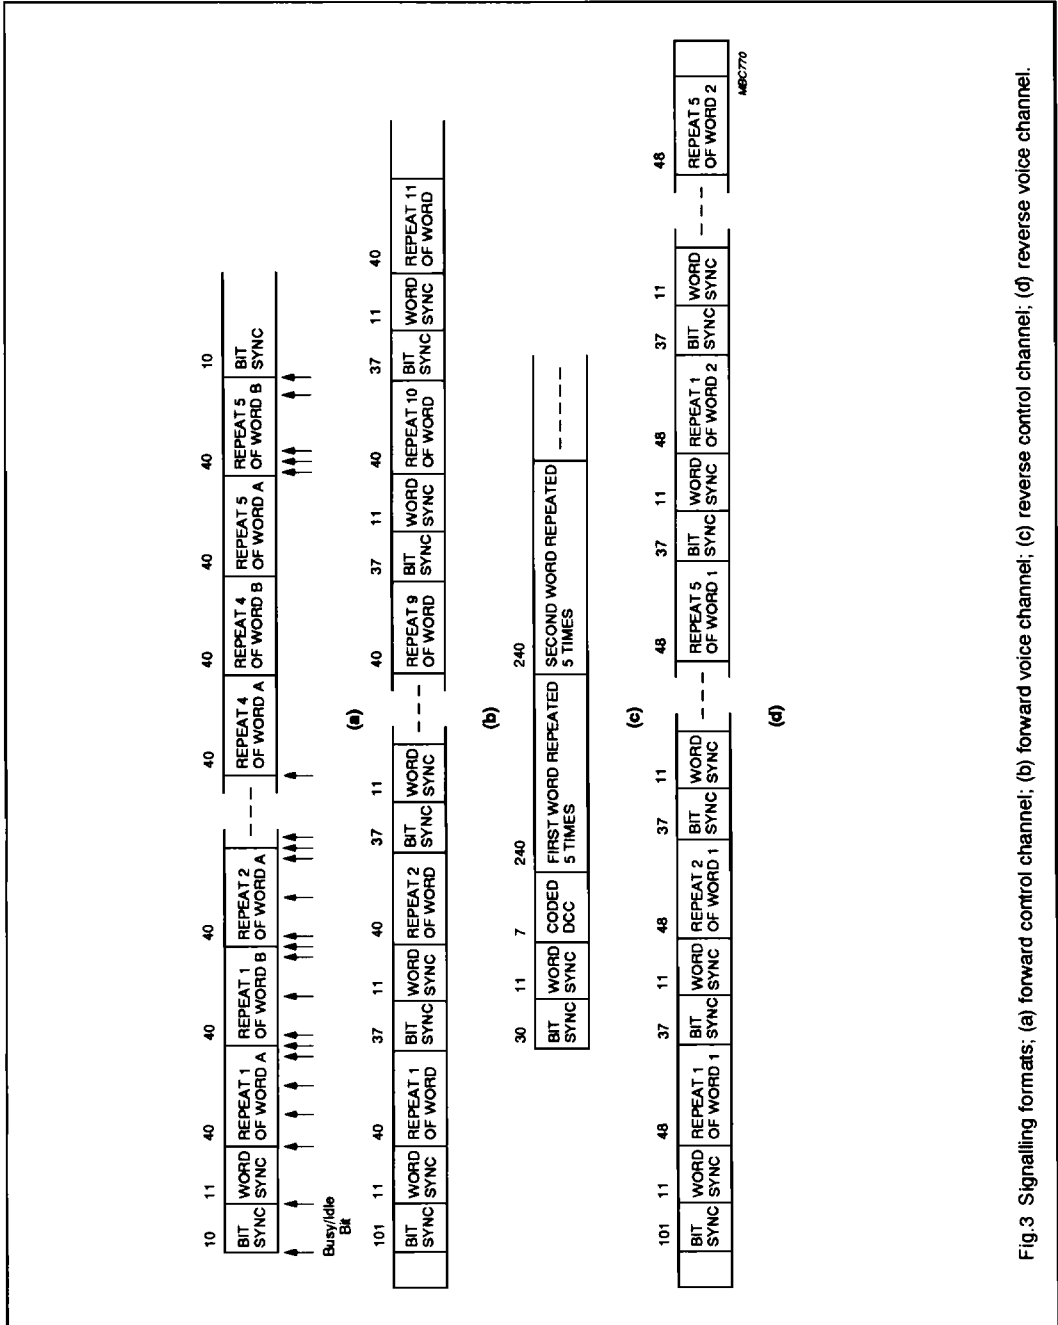 10 11 40 40 40 40 40 40 40 10
BIT SYNC WORD SYNC REPEAT 1 OF WORD A REPEAT 1 OF WORD B REPEAT 2 OF WORD A REPEAT 4 OF WORD A REPEAT 4 OF WORD B REPEAT 5 OF WORD A REPEAT 5 OF WORD B BIT SYNC
Busy/Idle
Bit
(a)
101 11 40 37 11 40 37 11 40 37 11 40 37 11 40
BIT SYNC WORD SYNC REPEAT 1 OF WORD BIT SYNC WORD SYNC REPEAT 2 OF WORD BIT SYNC WORD SYNC REPEAT 9 OF WORD BIT SYNC WORD SYNC REPEAT 10 OF WORD BIT SYNC WORD SYNC REPEAT 11 OF WORD
(b)
30 11 7 240 240
BIT SYNC WORD SYNC CODED DCC FIRST WORD REPEATED 5 TIMES SECOND WORD REPEATED 5 TIMES
(c)
101 11 48 37 11 48 37 11 48 37 11 48 37 11 48
BIT SYNC WORD SYNC REPEAT 1 OF WORD 1 BIT SYNC WORD SYNC REPEAT 2 OF WORD 1 BIT SYNC WORD SYNC REPEAT 5 OF WORD 1 BIT SYNC WORD SYNC REPEAT 1 OF WORD 2 BIT SYNC WORD SYNC REPEAT 5 OF WORD 2
MBC770
(d)
Fig.3 Signalling formats; (a) forward control channel; (b) forward voice channel; (c) reverse control channel; (d) reverse voice channel.